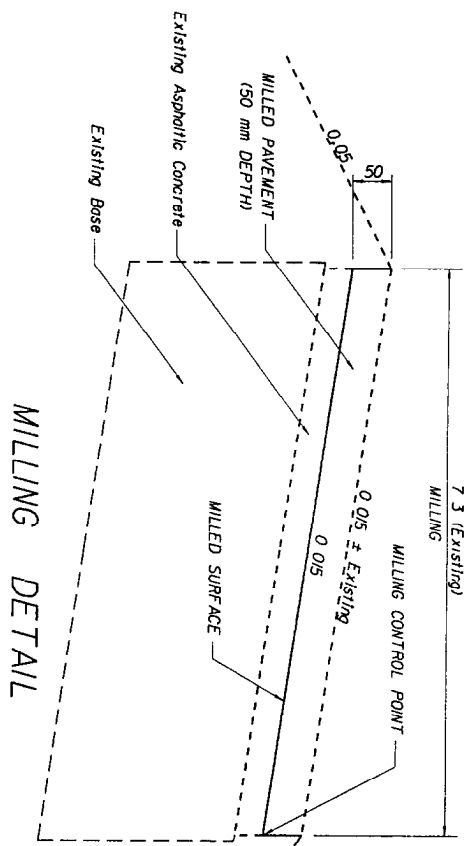 7.3 (Existing)
MILLING
MILLING CONTROL POINT
0.015 ± Existing
50
0.05
0.015
MILLED PAVEMENT
(50 mm DEPTH)
MILLED SURFACE
Existing Asphaltic Concrete
Existing Base
MILLING DETAIL